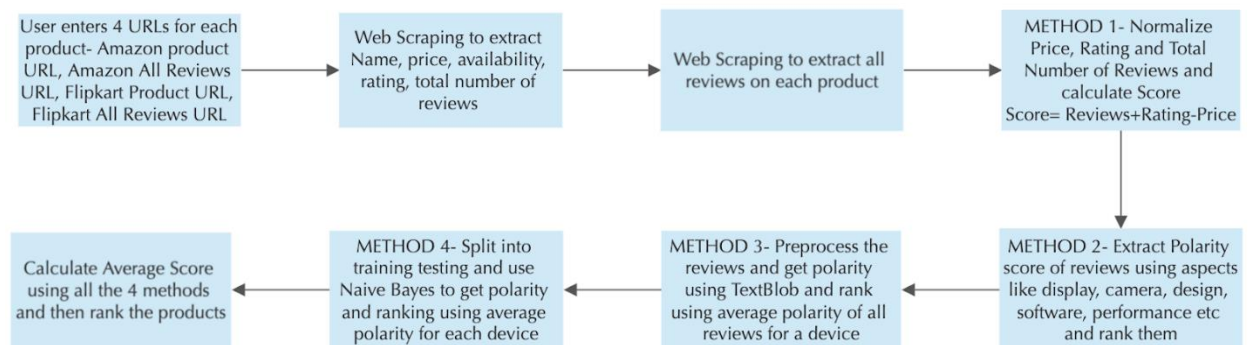 User enters 4 URLs for each
product- Amazon product
URL, Amazon All Reviews
URL, Flipkart Product URL,
Flipkart All Reviews URL
Web Scraping to extract
Name, price, availability,
rating, total number of
reviews
Web Scraping to extract all
reviews on each product
METHOD 1- Normalize
Price, Rating and Total
Number of Reviews and
calculate Score
Score= Reviews+Rating-Price
METHOD 2- Extract Polarity
score of reviews using aspects
like display, camera, design,
software, performance etc
and rank them
METHOD 3- Preprocess the
reviews and get polarity
using TextBlob and rank
using average polarity of all
reviews for a device
METHOD 4- Split into
training testing and use
Naive Bayes to get polarity
and ranking using average
polarity for each device
Calculate Average Score
using all the 4 methods
and then rank the products